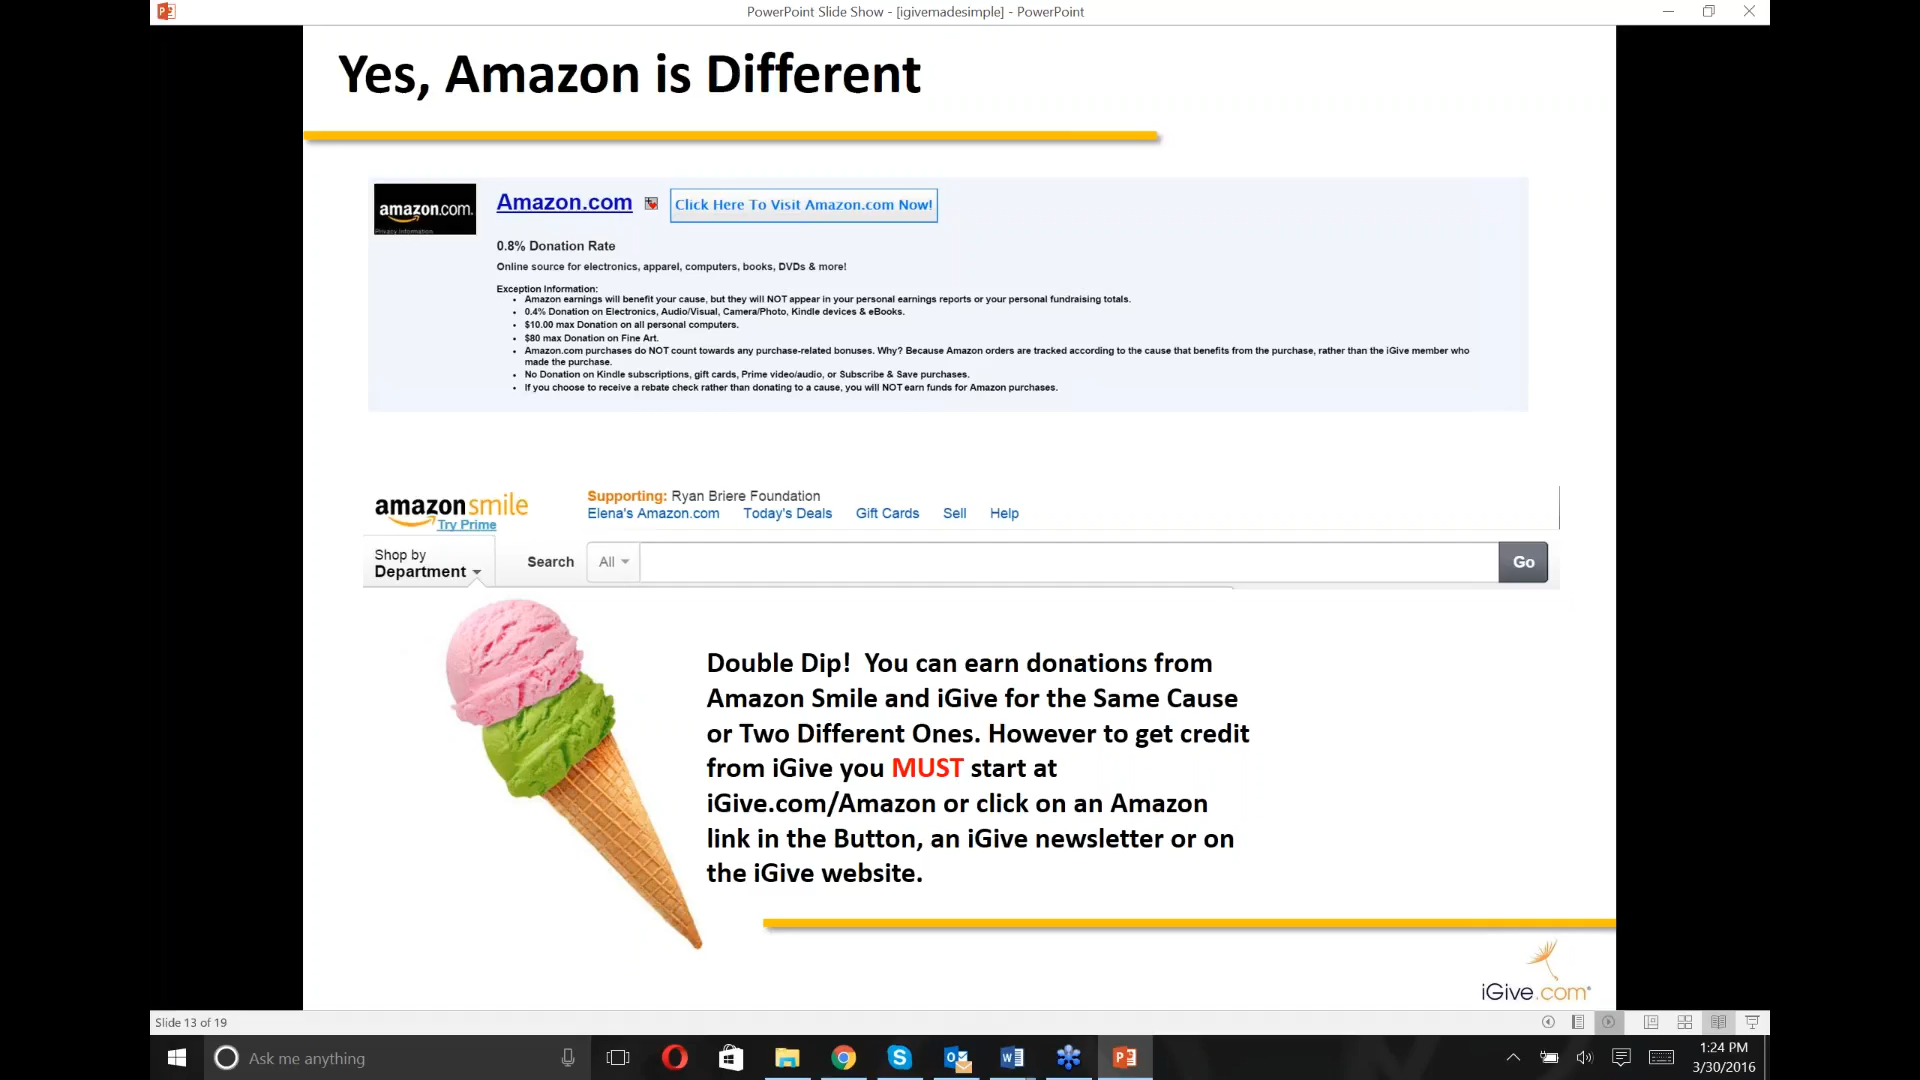 PowerPoint Slide Show - [igivemadesimple] - PowerPoint
Yes, Amazon is Different
amazon.com.
Privacy Information
Amazon.com
Click Here To Visit Amazon.com Now!
0.8% Donation Rate
Online source for electronics, apparel, computers, books, DVDs & more!
Exception Information:
• Amazon earnings will benefit your cause, but they will NOT appear in your personal earnings reports or your personal fundraising totals.
• 0.4% Donation on Electronics, Audio/Visual, Camera/Photo, Kindle devices & eBooks.
• $10.00 max Donation on all personal computers.
• $80 max Donation on Fine Art.
• Amazon.com purchases do NOT count towards any purchase-related bonuses. Why? Because Amazon orders are tracked according to the cause that benefits from the purchase, rather than the iGive member who
made the purchase.
• No Donation on Kindle subscriptions, gift cards, Prime video/audio, or Subscribe & Save purchases.
• If you choose to receive a rebate check rather than donating to a cause, you will NOT earn funds for Amazon purchases.
amazonsmile
Try Prime
Supporting: Ryan Briere Foundation
Elena's Amazon.com Today's Deals Gift Cards Sell Help
Shop by
Department
Search All Go
Double Dip! You can earn donations from
Amazon Smile and iGive for the Same Cause
or Two Different Ones. However to get credit
from iGive you MUST start at
iGive.com/Amazon or click on an Amazon
link in the Button, an iGive newsletter or on
the iGive website.
iGive.com®
Slide 13 of 19
Ask me anything
1:24 PM
3/30/2016